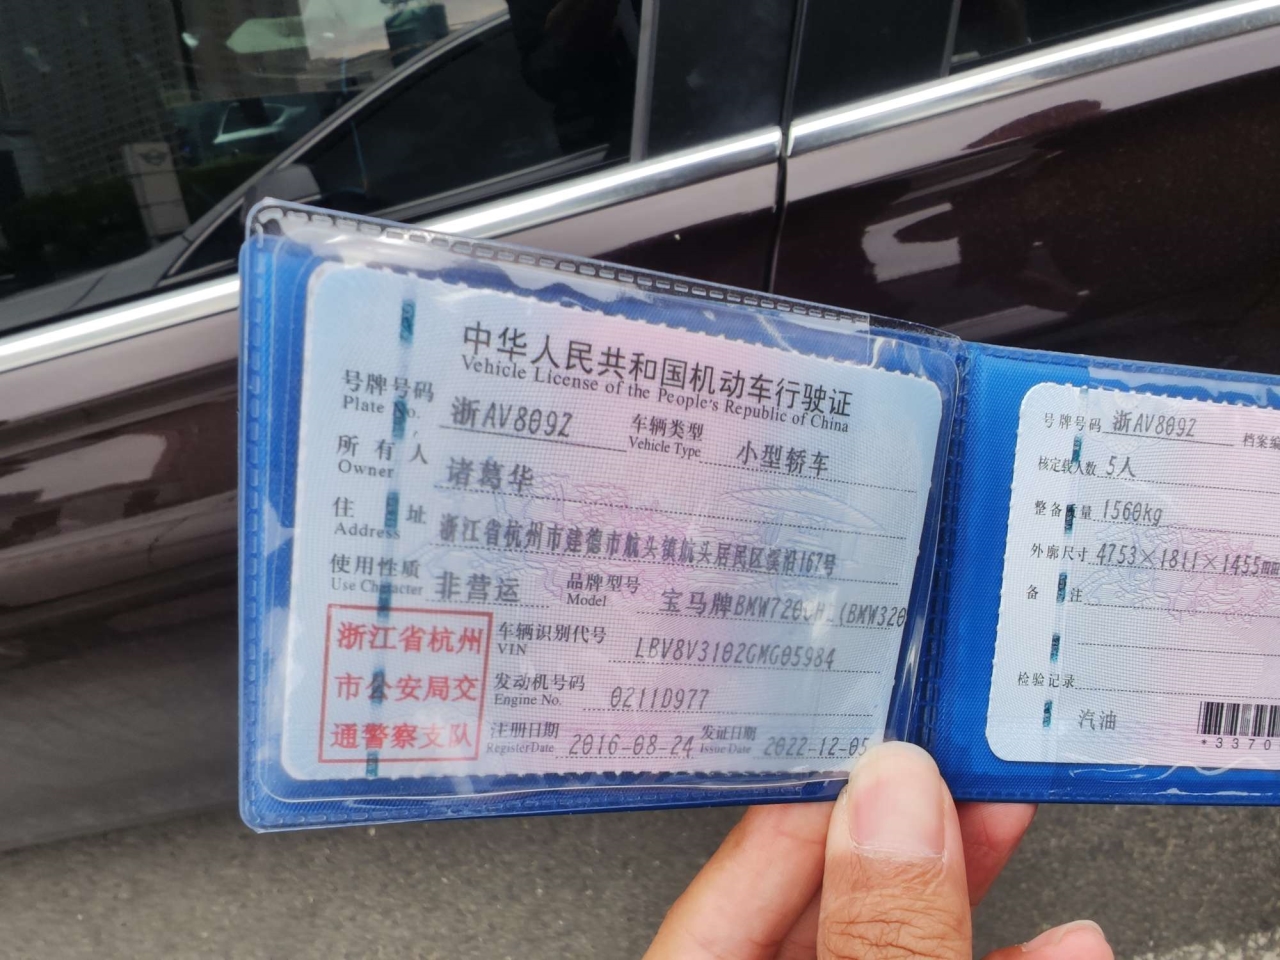 中华人民共和国机动车行驶证
Vehicle License of the People's Republic of China
号牌号码 浙AV809Z 车辆类型 小型轿车
Plate No. Vehicle Type
所有人 诸葛华
Owner
住址 浙江省杭州市建德市航头镇航头居民区溪沿167号
Address
使用性质 非营运 品牌型号 宝马牌
Use Character Model
浙江省杭州
市公安局交
通警察支队
车辆识别代号 LBV8V3102GMG05984
VIN
发动机号码 0211D977
Engine No.
注册日期 2016-08-24 发证日期 2022-12-05
Register Date Issue Date
号牌号码 浙AV809Z 档案编
核定载人数 5人
整备质量 1560kg
外廓尺寸 4753×1811×1455
备注
检验记录
汽油
*3370